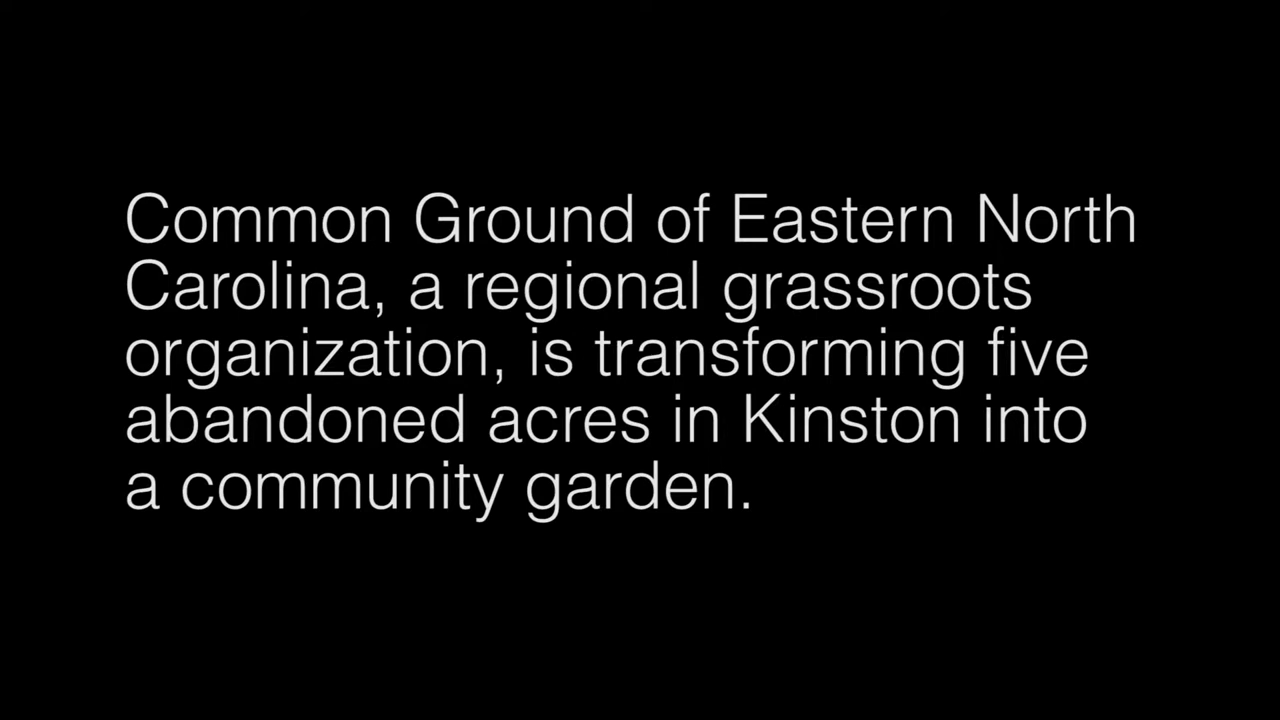 Common Ground of Eastern North
Carolina, a regional grassroots
organization, is transforming five
abandoned acres in Kinston into
a community garden.